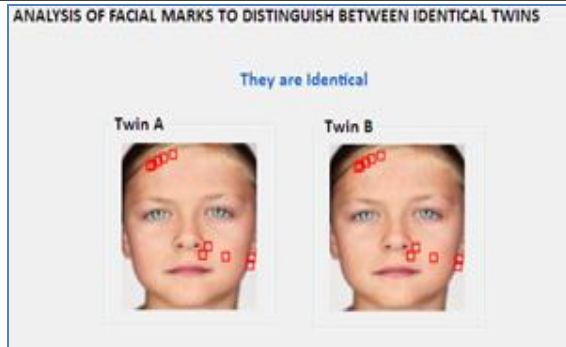 ANALYSIS OF FACIAL MARKS TO DISTINGUISH BETWEEN IDENTICAL TWINS
They are Identical
Twin A
Twin B